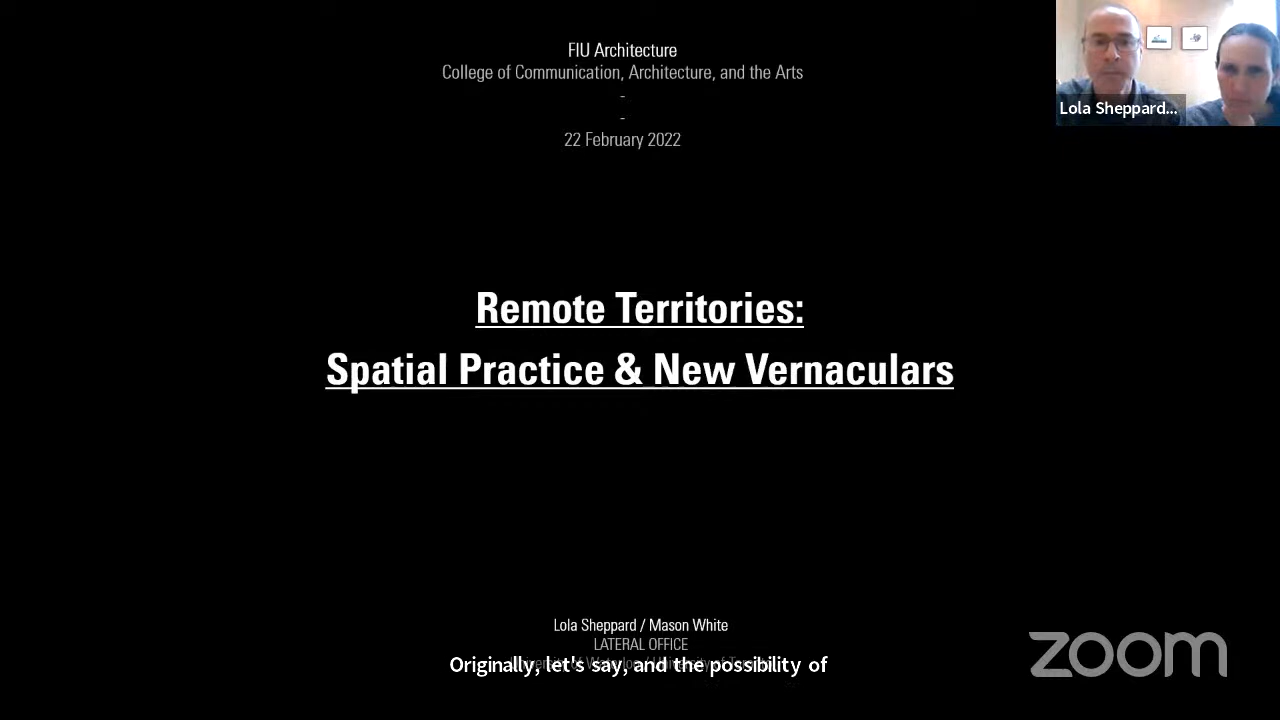 FIU Architecture
College of Communication, Architecture, and the Arts
-
-
22 February 2022
Lola Sheppard...
Remote Territories:
Spatial Practice & New Vernaculars
Lola Sheppard / Mason White
LATERAL OFFICE
Originally, let's say, and the possibility of
zoom